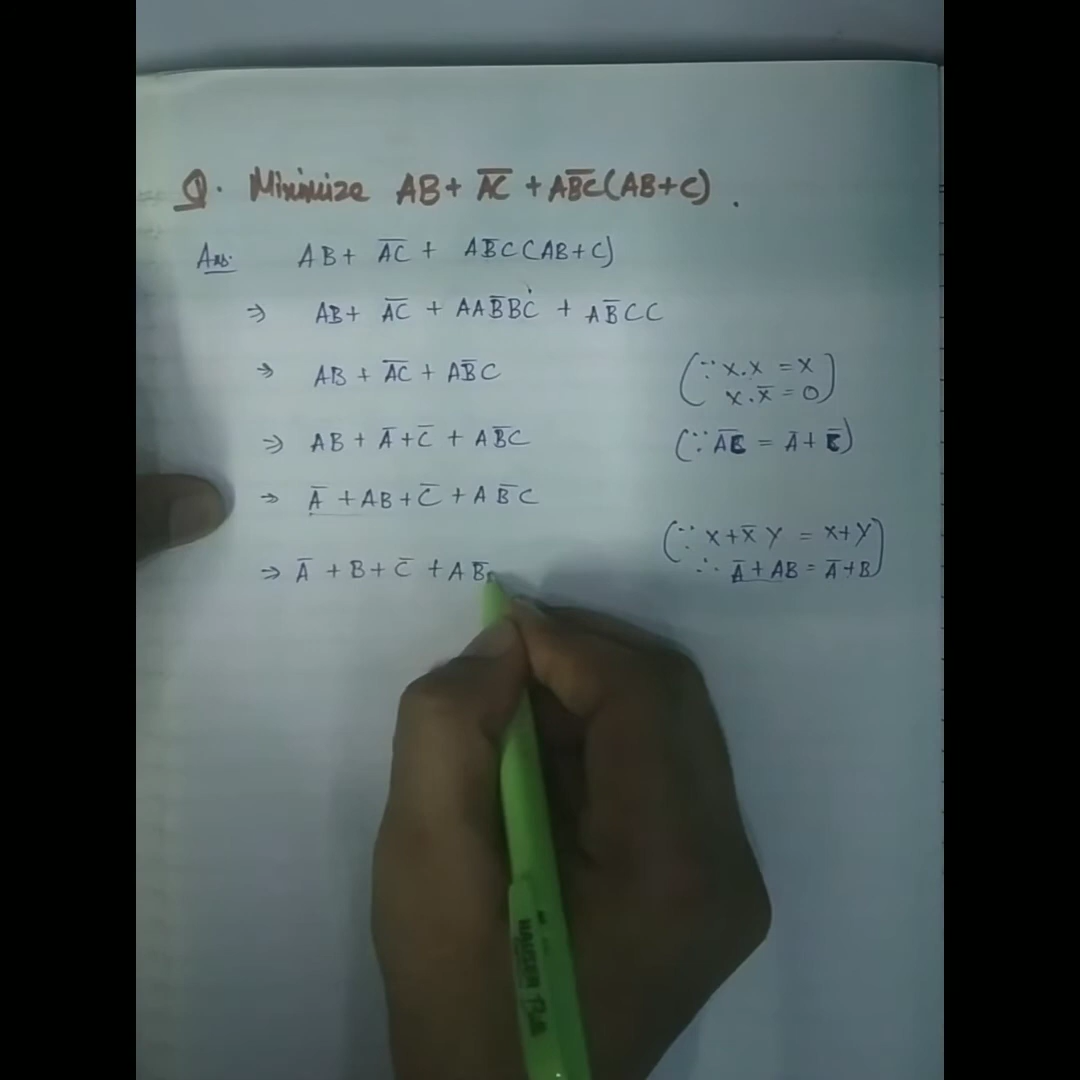 Q. Minimize AB + A̅C̅ + AB̅C(AB+C).
Ans. AB + A̅C̅ + AB̅C(AB+C)
⇒ AB + A̅C̅ + AAB̅BC + AB̅CC
⇒ AB + A̅C̅ + AB̅C (∵ X.X = X
X.X̅ = 0)
⇒ AB + A̅ + C̅ + AB̅C (∵ A̅C̅ = A̅ + C̅)
⇒ A̅ + AB + C̅ + AB̅C
(∵ X + X̅Y = X+Y
⇒ A̅ + B + C̅ + AB̅ ∴ A̅ + AB = A̅ + B)
HAUSER